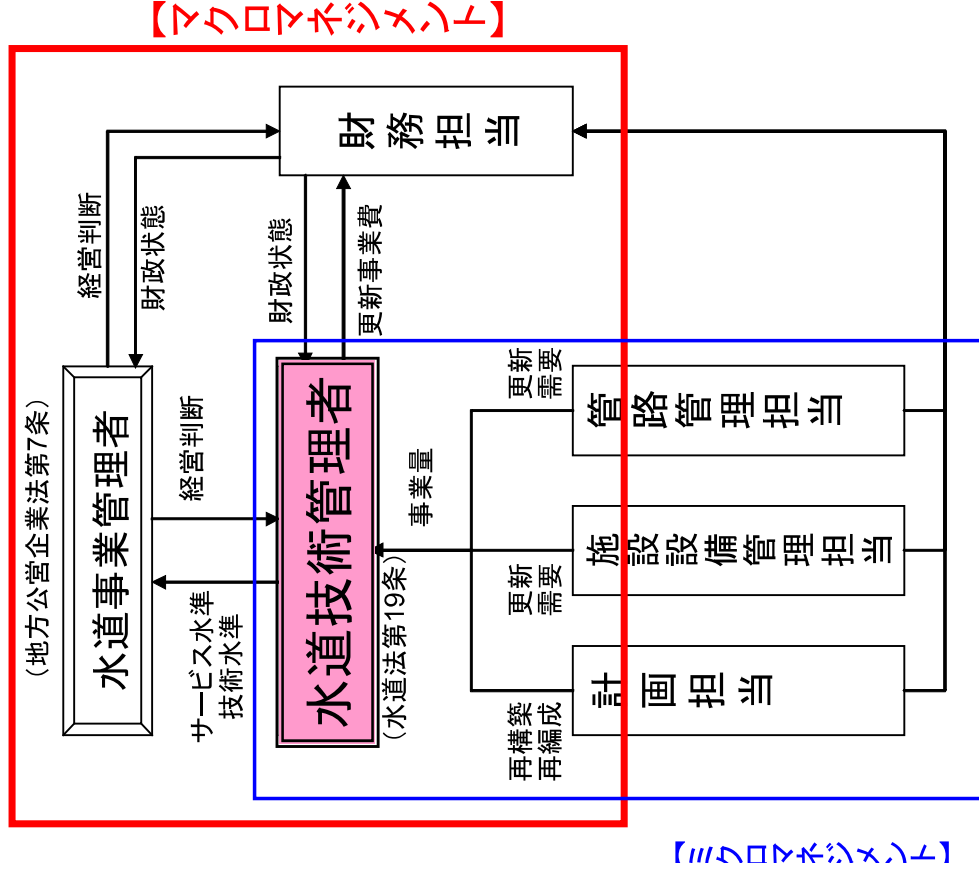 【マクロマネジメント】
(地方公営企業法第7条)
水道事業管理者
経営判断
財政状態
財務担当
経営判断
サービス水準
技術水準
財政状態
更新事業費
水道技術管理者
(水道法第19条)
事業量
更新
需要
管路管理担当
更新
需要
施設設備管理担当
再構築
再編成
計画担当
【ミクロマネジメント】